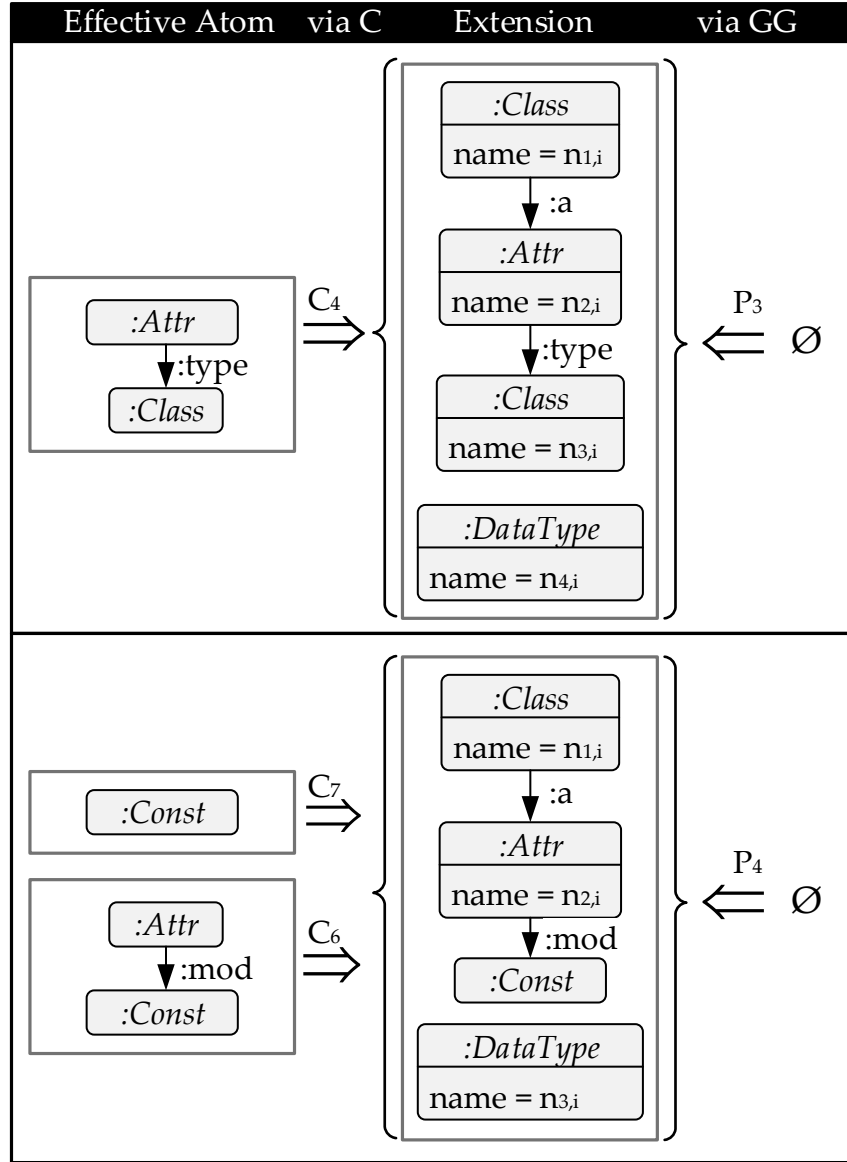 Effective Atom via C Extension via GG
:Class
name = n1,i
:a
:Attr
name = n2,i
:type
:Class
name = n3,i
:DataType
name = n4,i
:Attr
:type
:Class
C4
P3
∅
:Class
name = n1,i
:a
:Attr
name = n2,i
:mod
:Const
:DataType
name = n3,i
:Const
C7
:Attr
:mod
:Const
C6
P4
∅